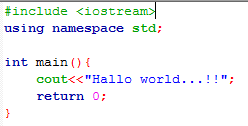 #include <iostream>
using namespace std;
int main(){
cout<<"Hallo world...!!";
return 0;
}